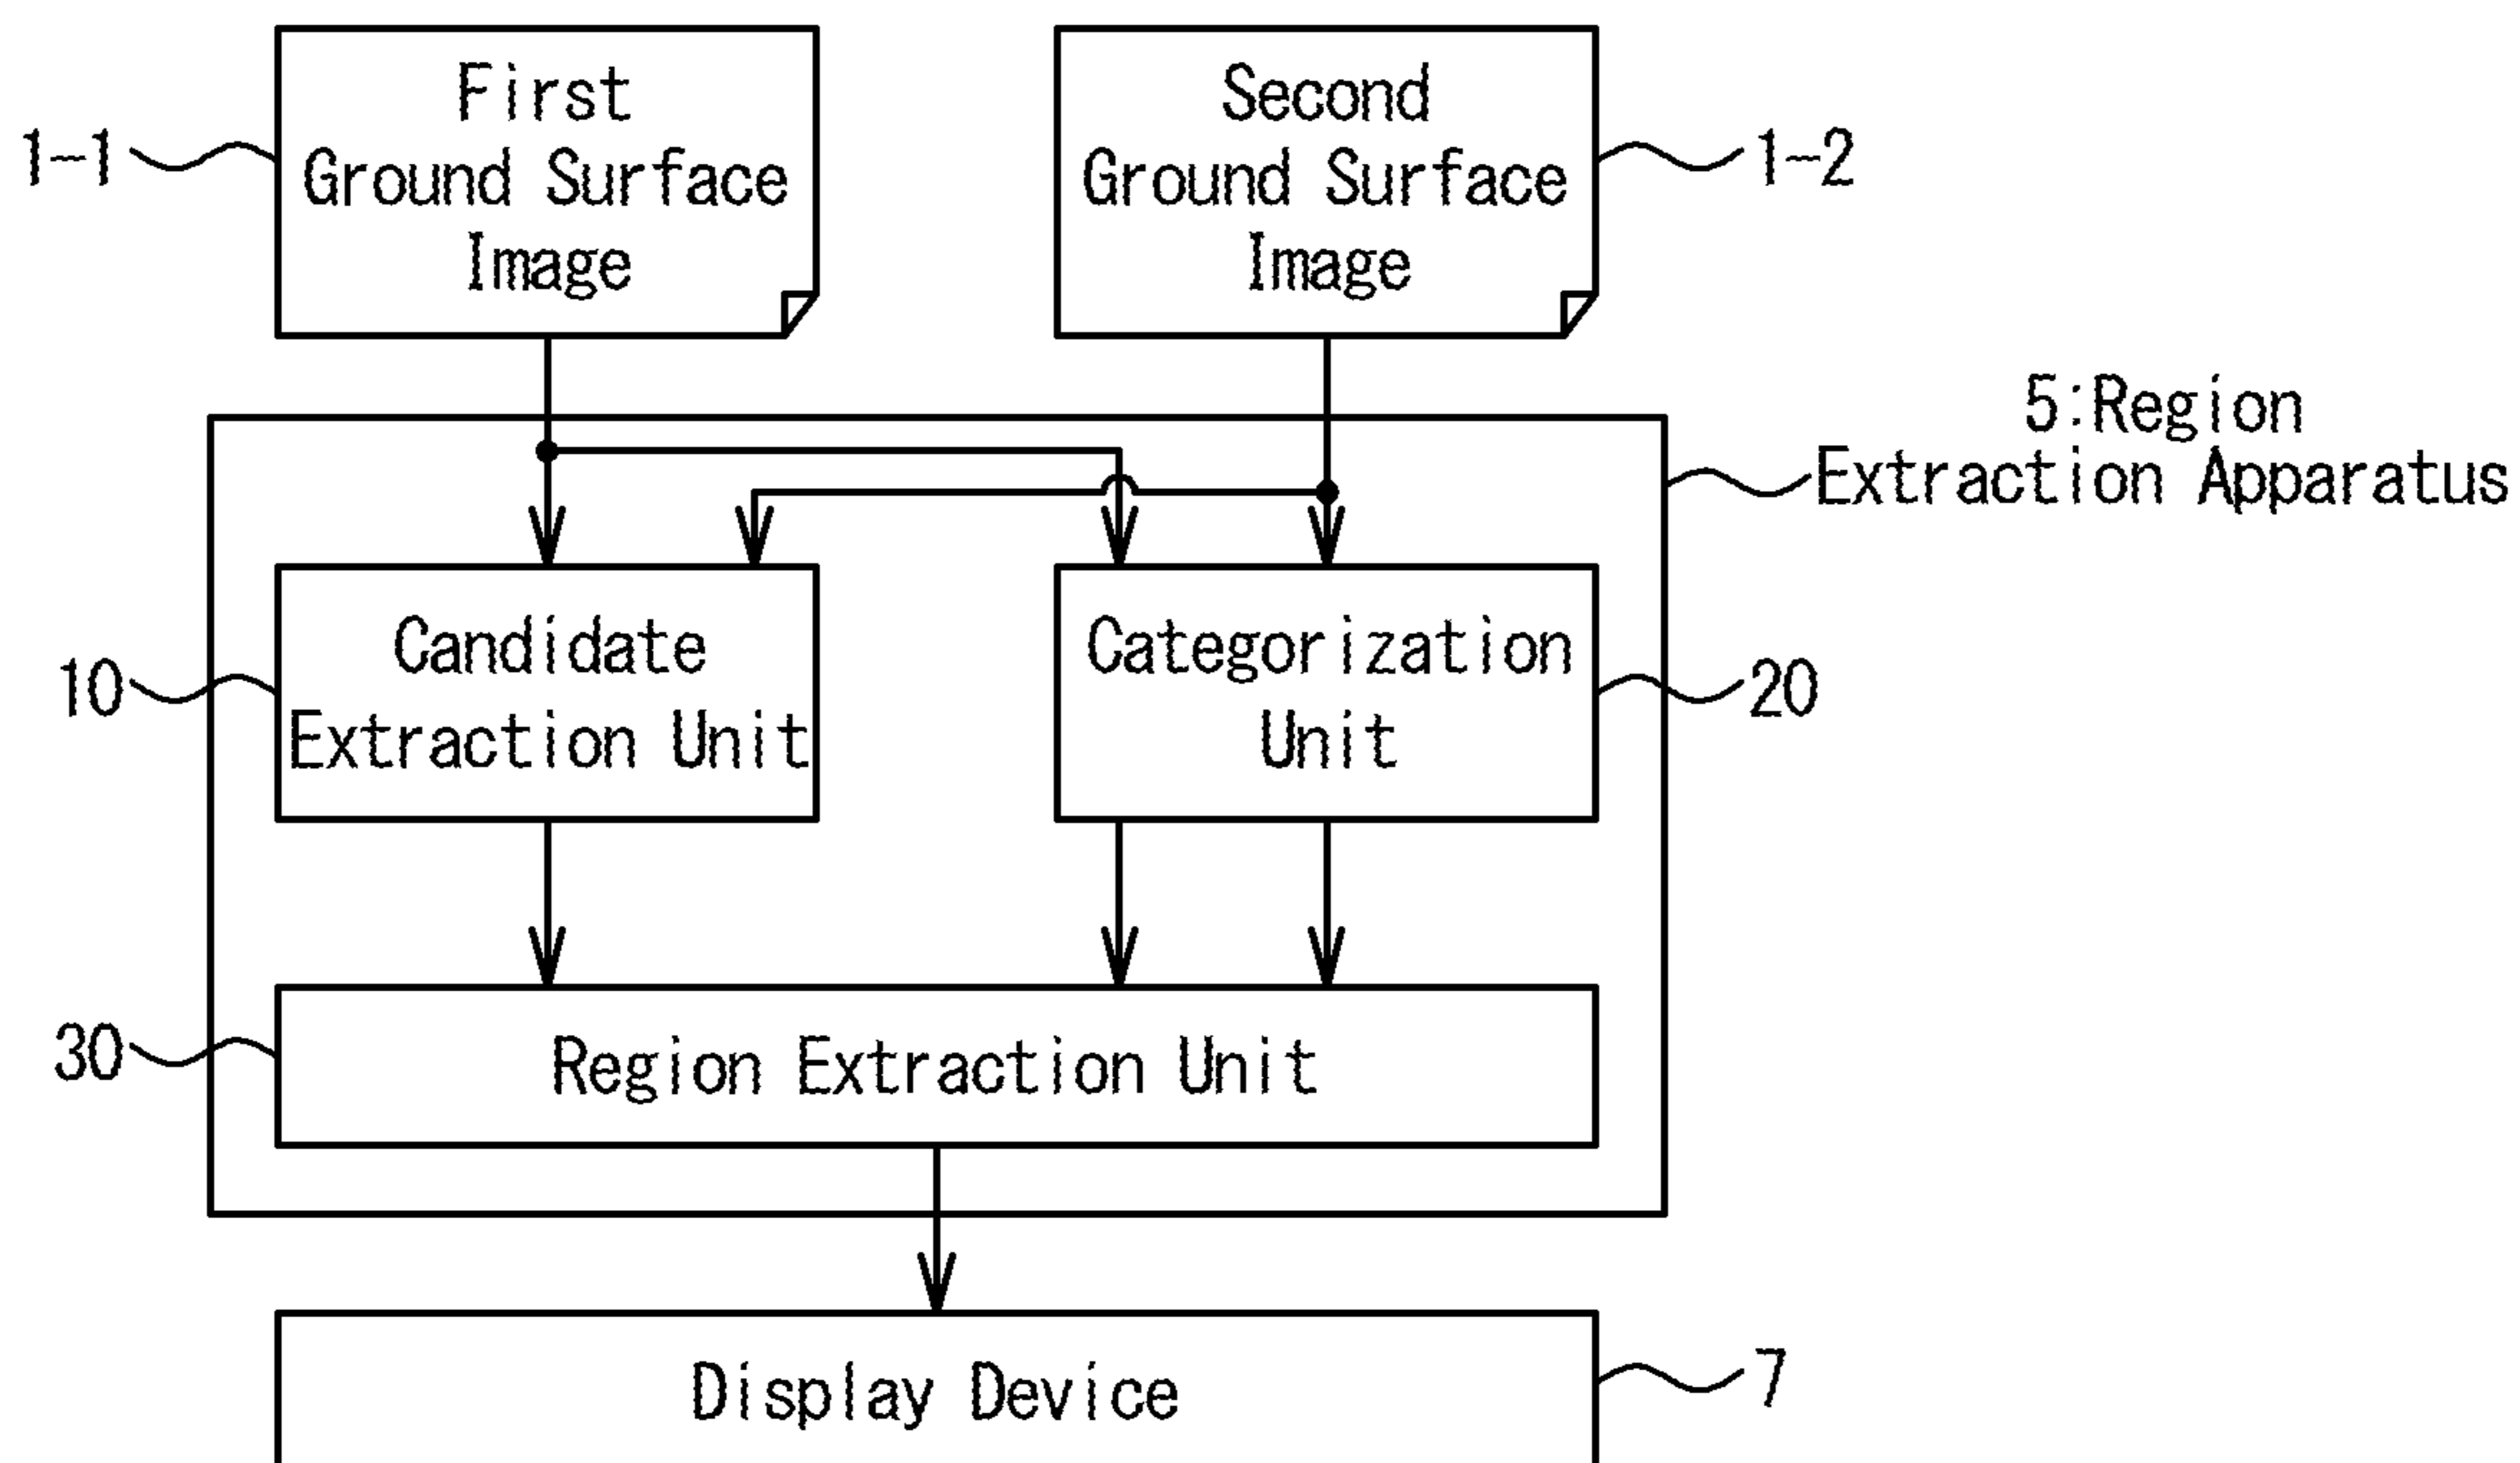 First
Ground Surface
Image
1-1
Second
Ground Surface
Image
1-2
5:Region
Extraction Apparatus
Candidate
Extraction Unit
10
Categorization
Unit
20
Region Extraction Unit
30
Display Device
7